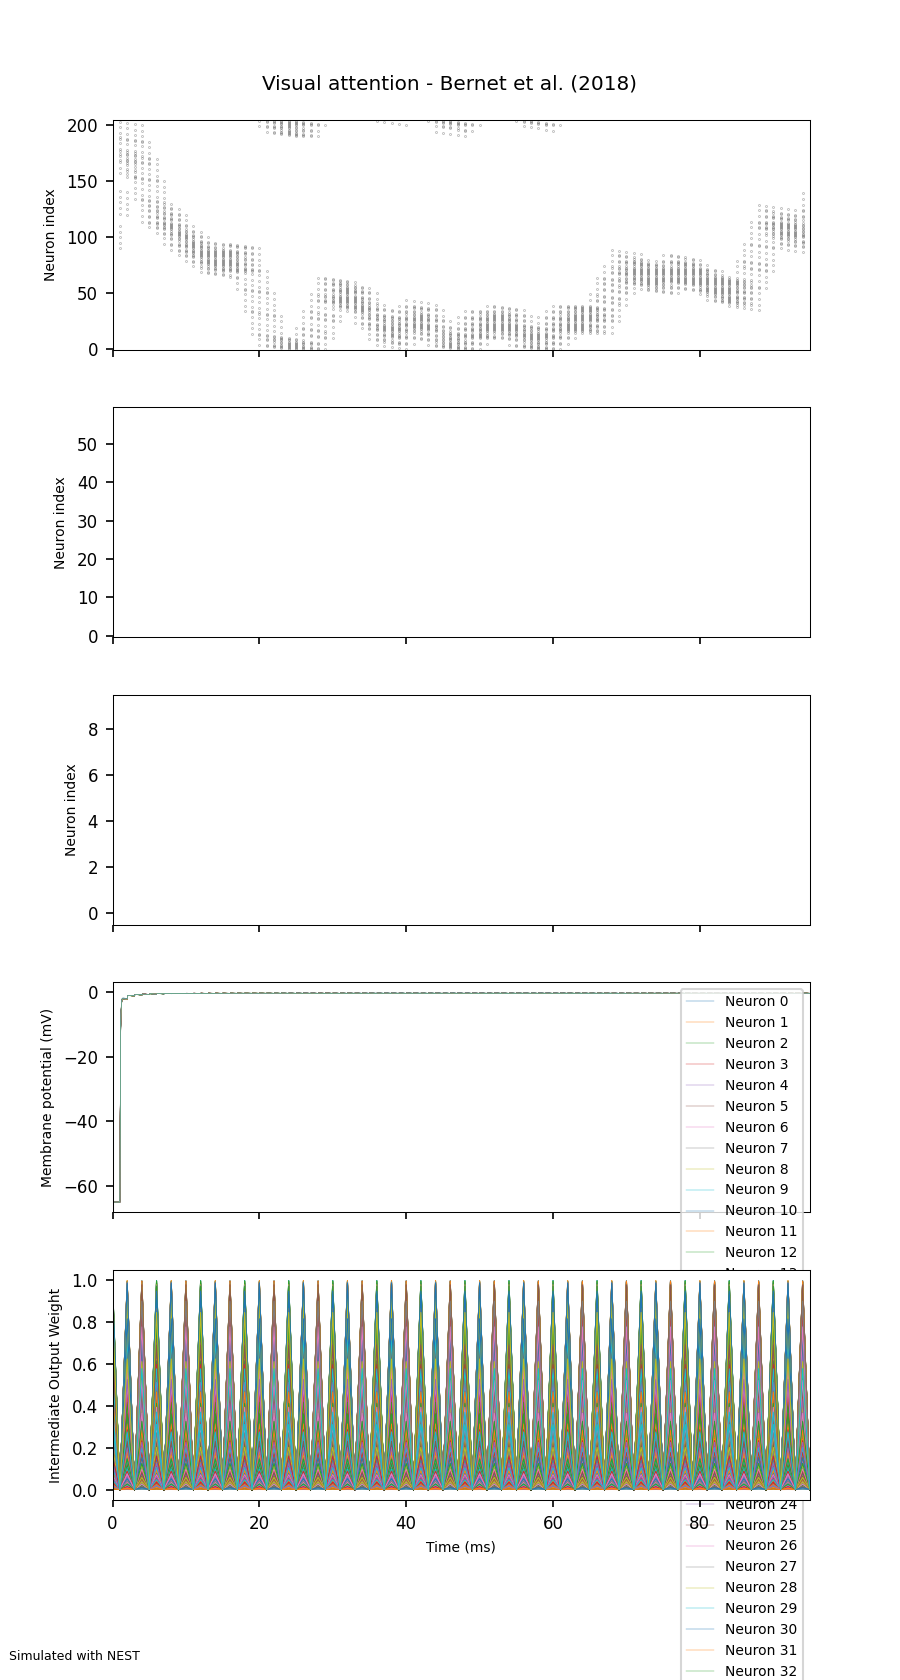 Visual attention - Bernet et al. (2018)
200
150
100
50
0
Neuron index
50
40
30
20
10
0
Neuron index
8
6
4
2
0
Neuron index
0
−20
−40
−60
Membrane potential (mV)
Neuron 0
Neuron 1
Neuron 2
Neuron 3
Neuron 4
Neuron 5
Neuron 6
Neuron 7
Neuron 8
Neuron 9
Neuron 10
Neuron 11
Neuron 12
1.0
0.8
0.6
0.4
0.2
0.0
Intermediate Output Weight
0 20 40 60 80
Time (ms)
Neuron 24
Neuron 25
Neuron 26
Neuron 27
Neuron 28
Neuron 29
Neuron 30
Neuron 31
Neuron 32
Simulated with NEST